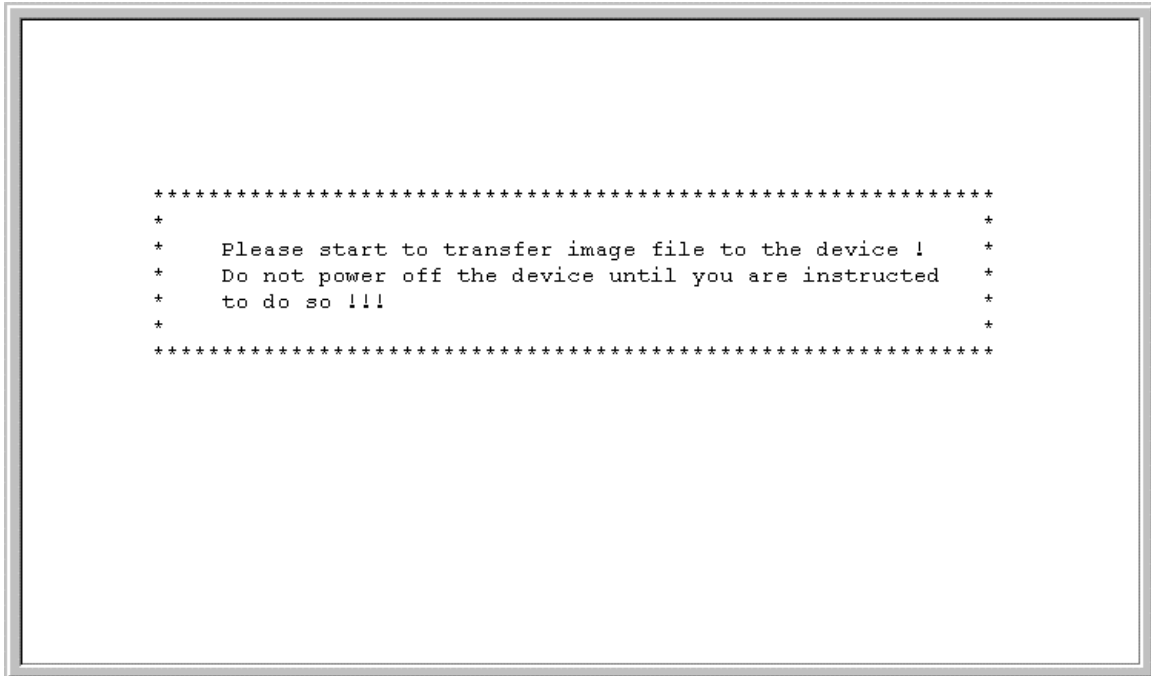 *************************************************************
*                                                           *
*    Please start to transfer image file to the device !    *
*    Do not power off the device until you are instructed   *
*    to do so !!!                                           *
*                                                           *
*************************************************************